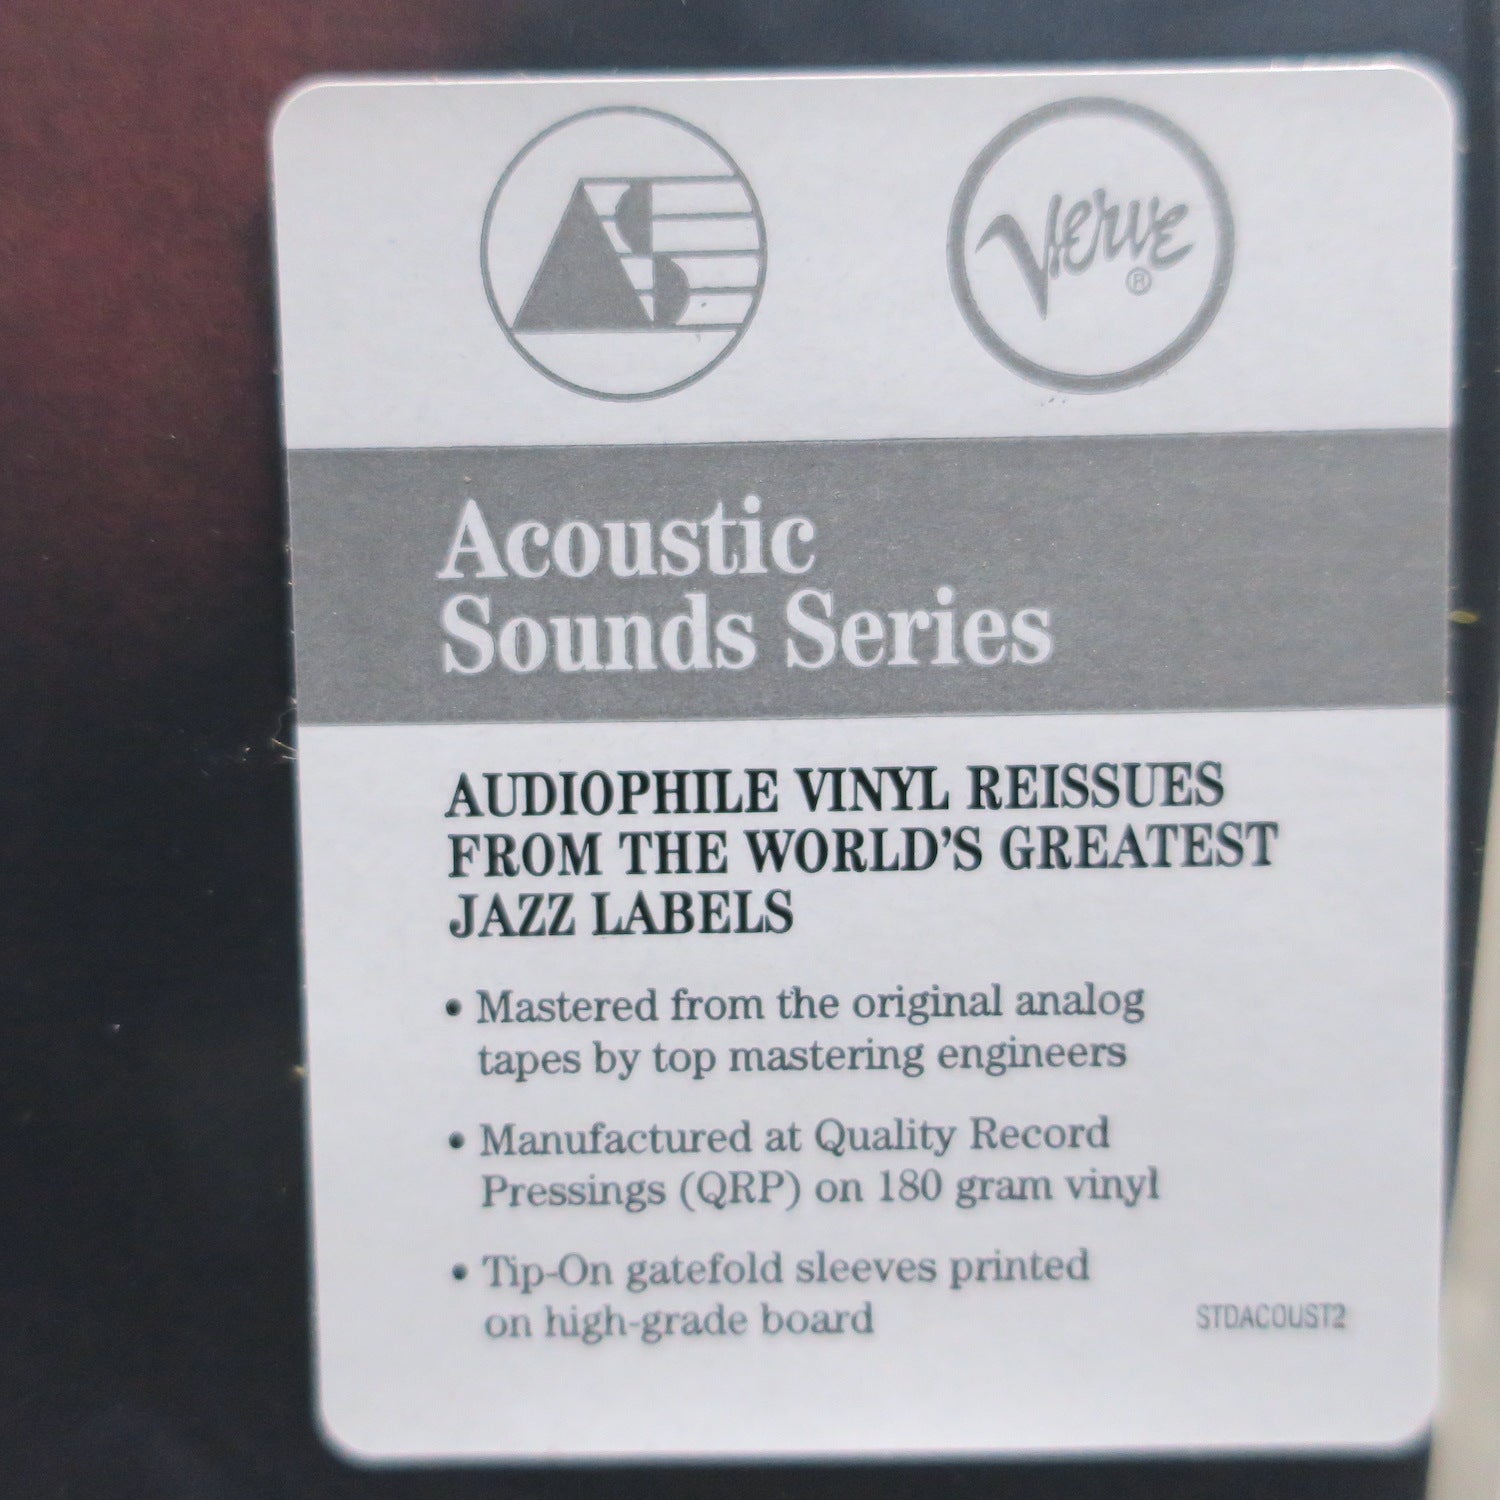 AS
Verve
®
Acoustic
Sounds Series
AUDIOPHILE VINYL REISSUES
FROM THE WORLD'S GREATEST
JAZZ LABELS
• Mastered from the original analog
tapes by top mastering engineers
• Manufactured at Quality Record
Pressings (QRP) on 180 gram vinyl
• Tip-On gatefold sleeves printed
on high-grade board
STDACOUST2